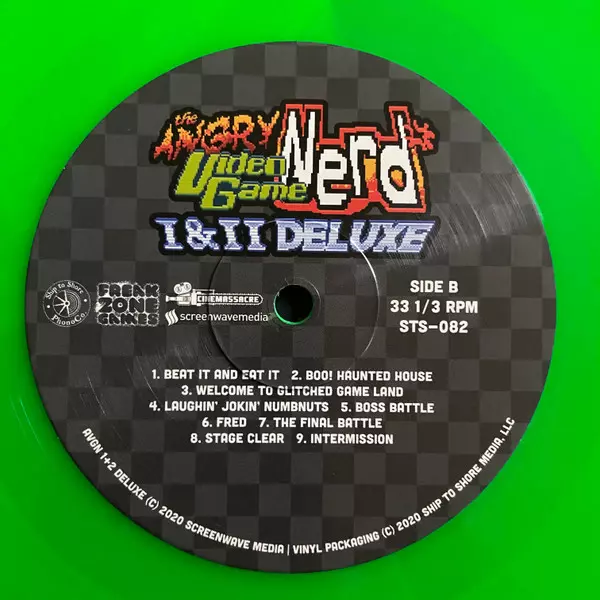 the
ANGRY
Video
Game
Nerd
I & II DELUXE
Ship to Shore
PhonoCo.
FREAK
ZONE
GAMES
CINEMASSACRE
screenwavemedia
SIDE B
33 1/3 RPM
STS-082
1. BEAT IT AND EAT IT 2. BOO! HAUNTED HOUSE
3. WELCOME TO GLITCHED GAME LAND
4. LAUGHIN' JOKIN' NUMBNUTS 5. BOSS BATTLE
6. FRED 7. THE FINAL BATTLE
8. STAGE CLEAR 9. INTERMISSION
AVGN 1+2 DELUXE (C) 2020 SCREENWAVE MEDIA | VINYL PACKAGING (C) 2020 SHIP TO SHORE MEDIA, LLC